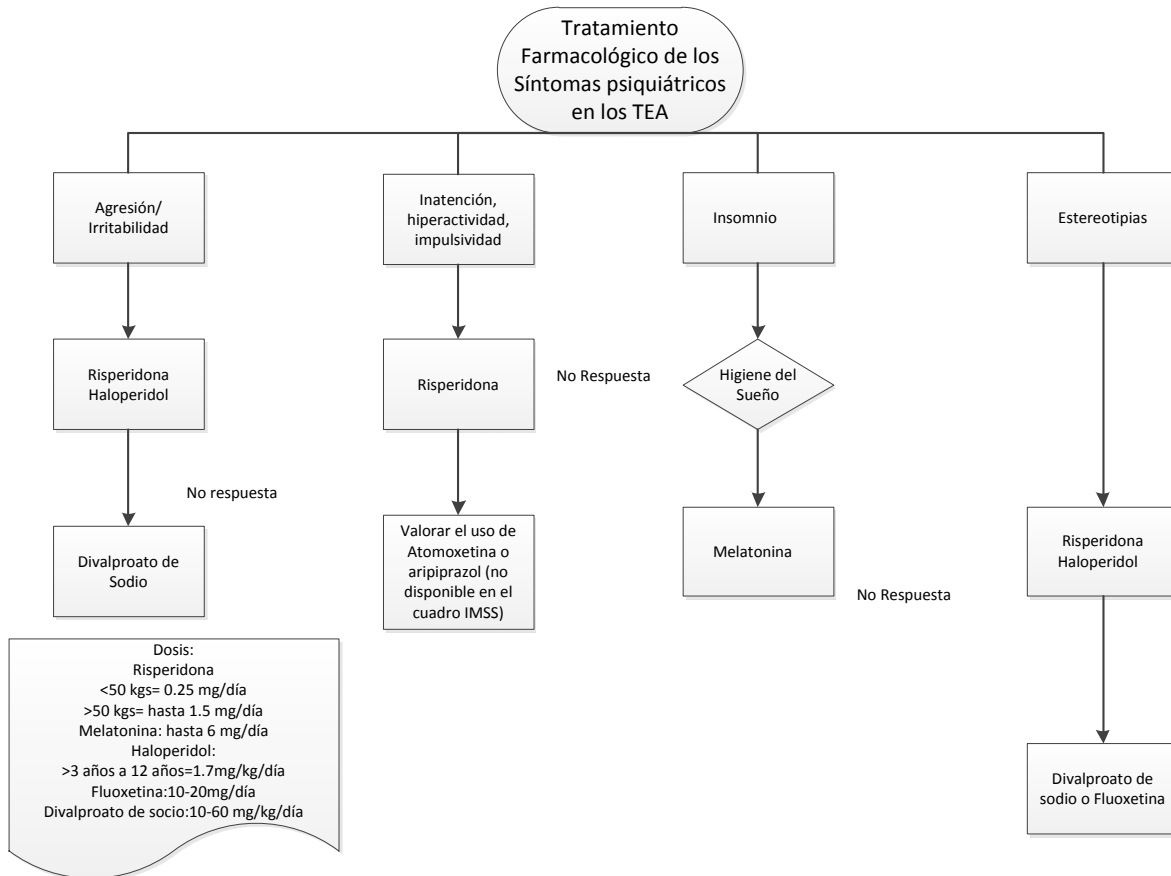 Tratamiento
Farmacológico de los
Síntomas psiquiátricos
en los TEA
Agresión/
Irritabilidad
Inatención,
hiperactividad,
impulsividad
Insomnio
Estereotipias
Risperidona
Haloperidol
Risperidona
No Respuesta
Higiene del
Sueño
No respuesta
Divalproato de
Sodio
Valorar el uso de
Atomoxetina o
aripiprazol (no
disponible en el
cuadro IMSS)
Melatonina
No Respuesta
Risperidona
Haloperidol
Divalproato de
sodio o Fluoxetina
Dosis:
Risperidona
<50 kgs= 0.25 mg/día
>50 kgs= hasta 1.5 mg/día
Melatonina: hasta 6 mg/día
Haloperidol:
>3 años a 12 años=1.7mg/kg/día
Fluoxetina:10-20mg/día
Divalproato de socio:10-60 mg/kg/día